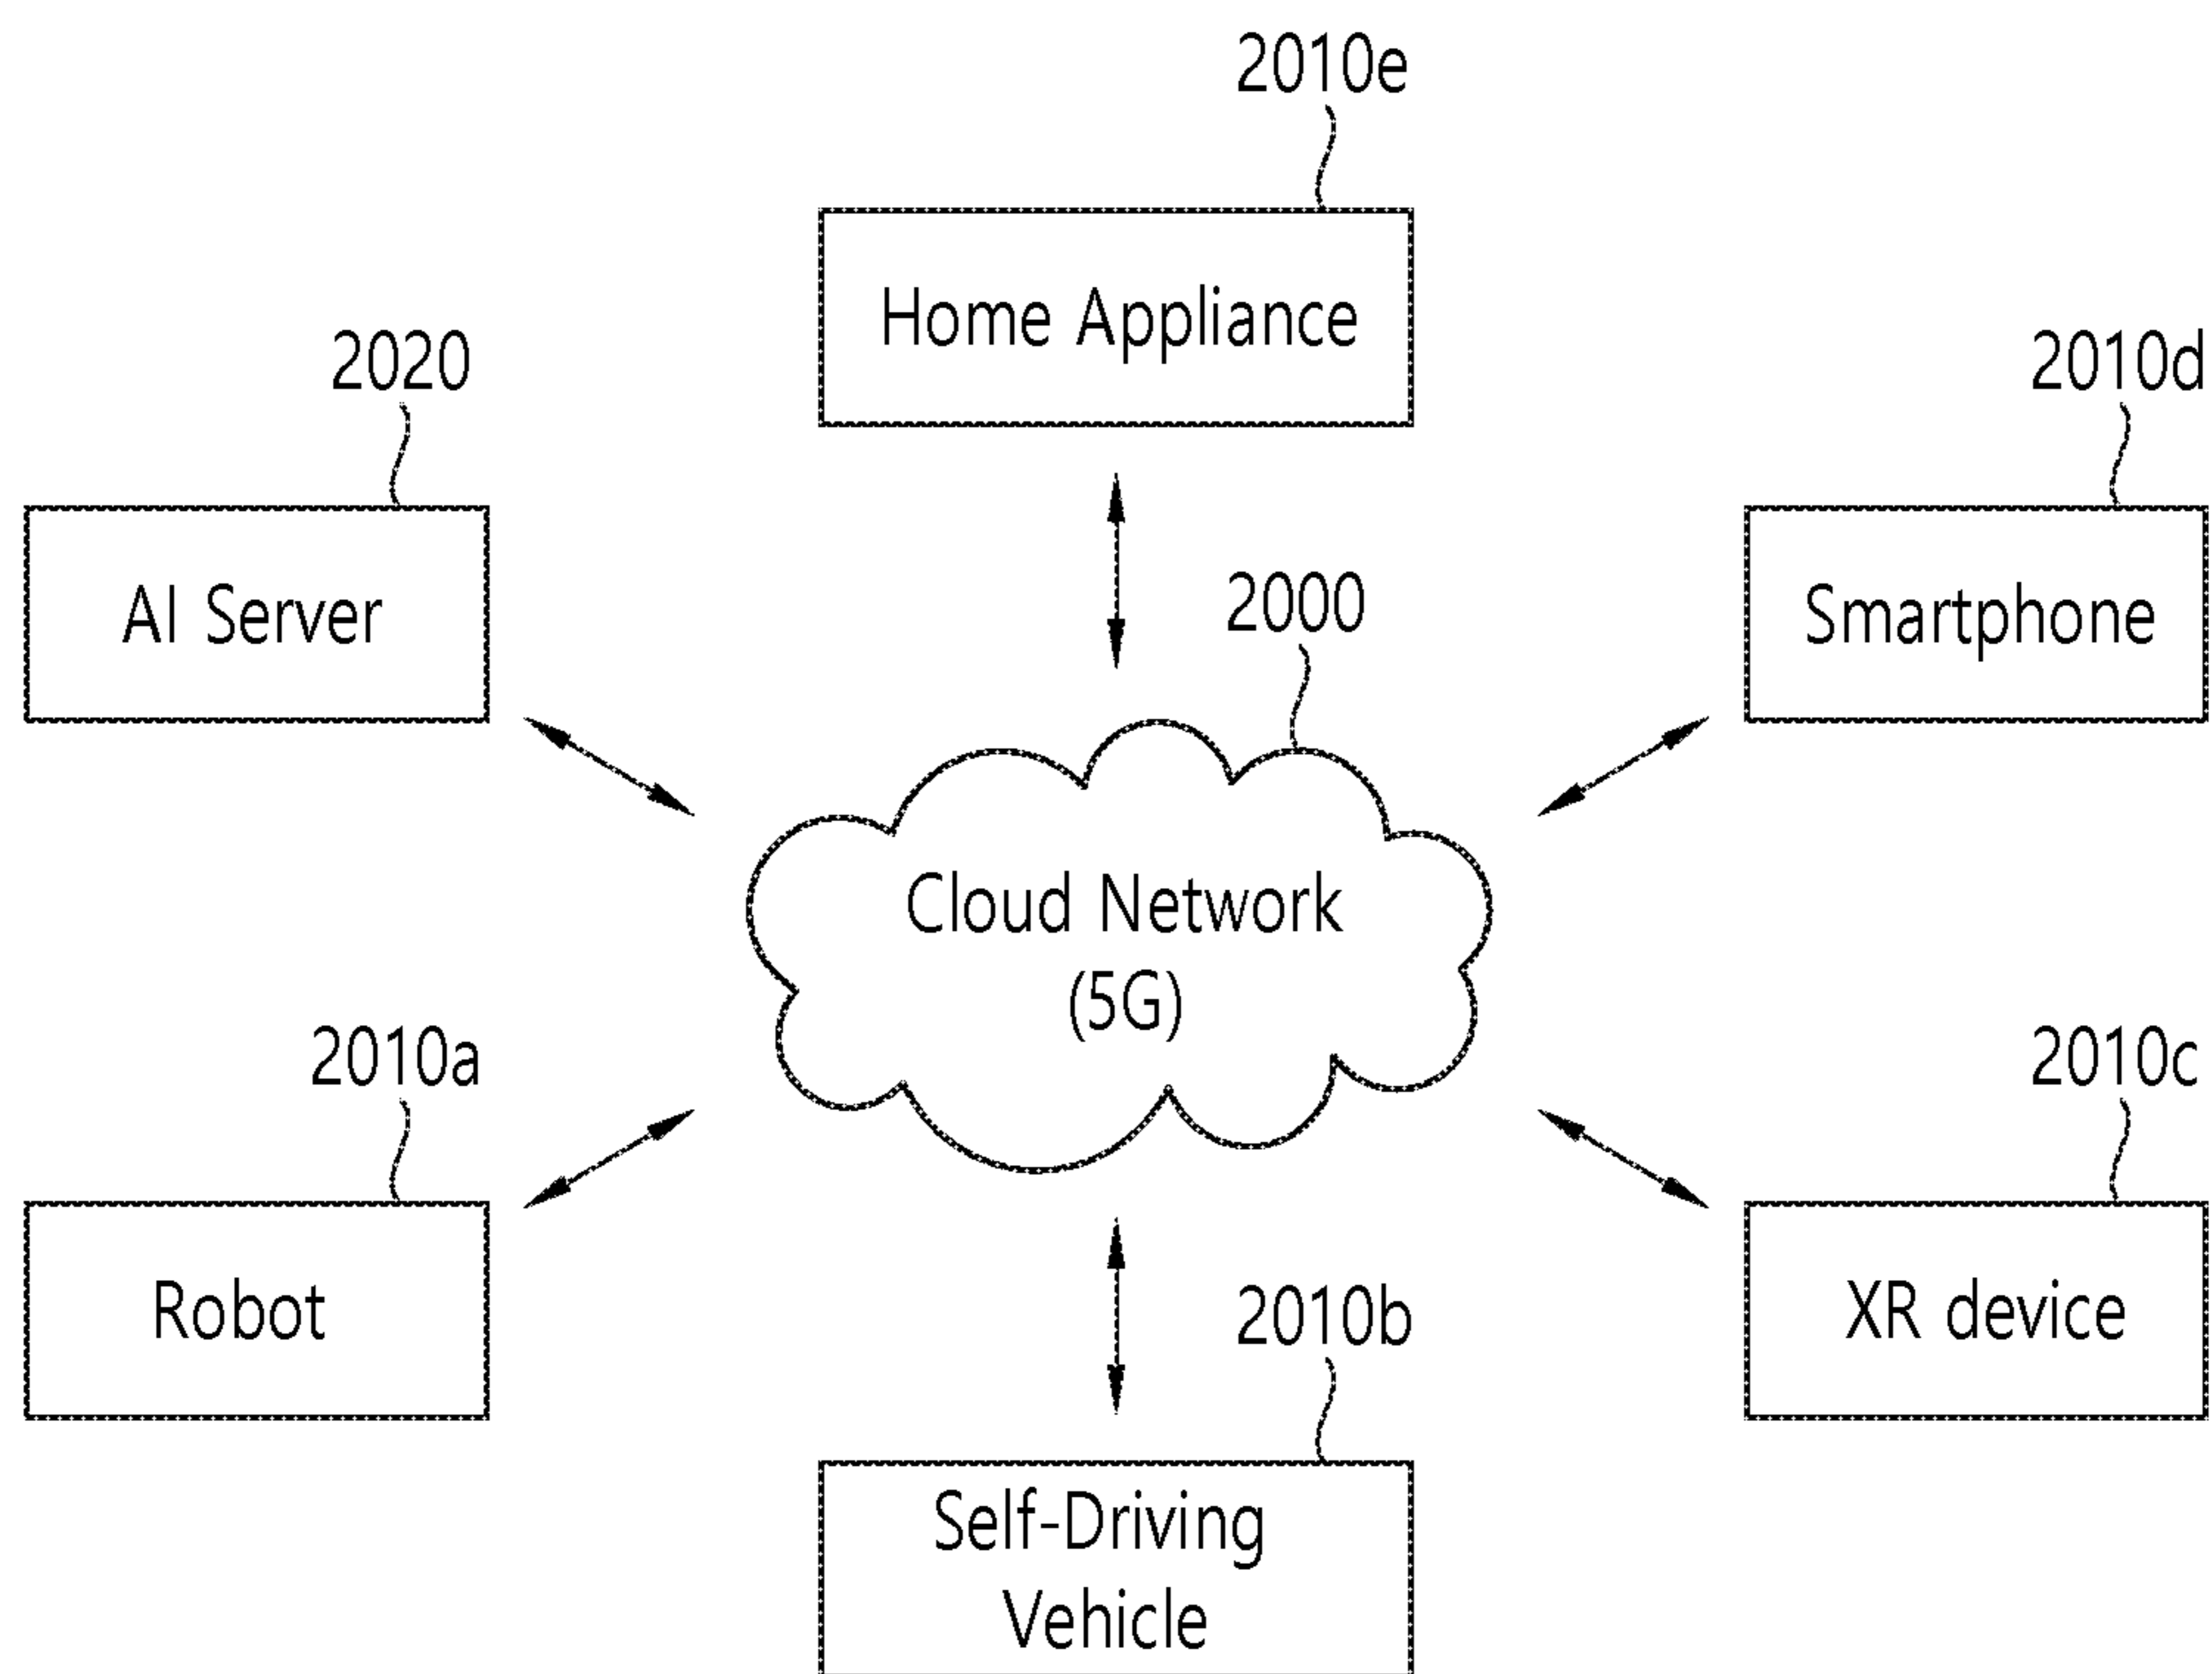 2010e
Home Appliance
2020
AI Server
2010d
Smartphone
2000
Cloud Network
(5G)
2010a
Robot
2010c
XR device
2010b
Self-Driving
Vehicle